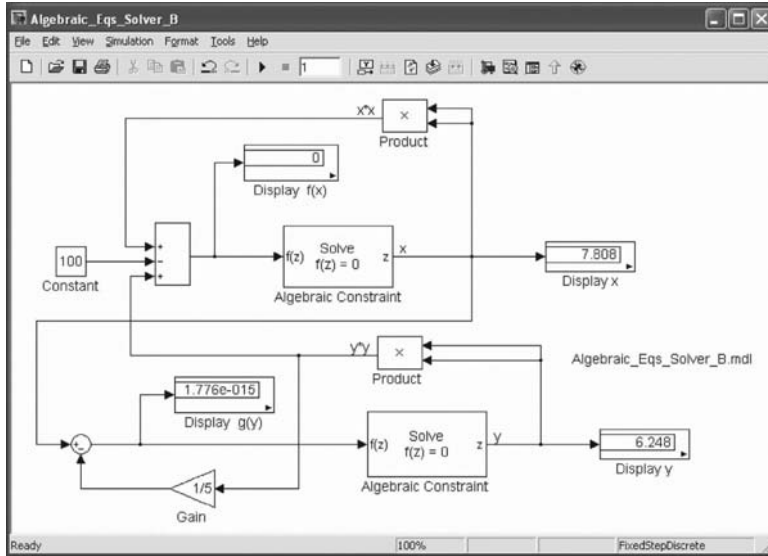 Algebraic_Eqs_Solver_B
File Edit View Simulation Format Tools Help
1
x*x
×
Product
0
Display f(x)
+
−
+
100
Constant
f(z)
Solve
f(z) = 0
z
x
Algebraic Constraint
7.808
Display x
y*y
×
Product
Algebraic_Eqs_Solver_B.mdl
1.776e-015
Display g(y)
+
−
f(z)
Solve
f(z) = 0
z
y
Algebraic Constraint
6.248
Display y
1/5
Gain
Ready 100% FixedStepDiscrete